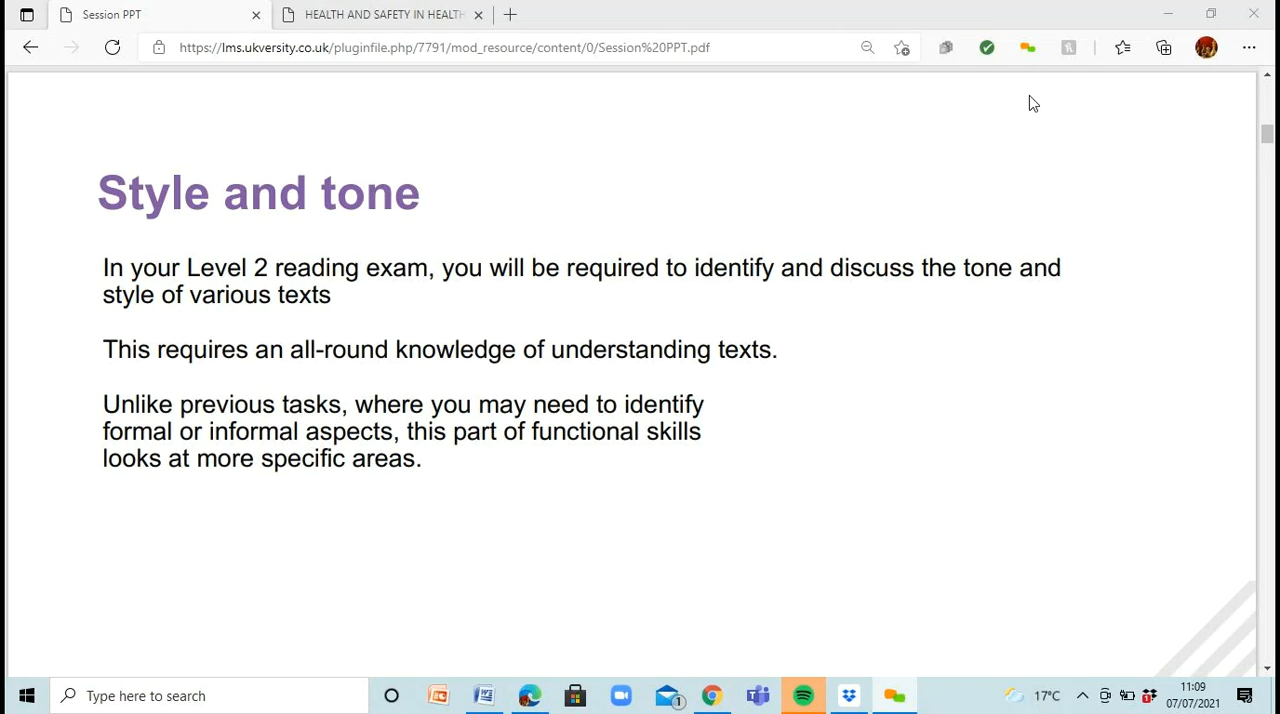 Session PPT
HEALTH AND SAFETY IN HEALTH
https://lms.ukversity.co.uk/pluginfile.php/7791/mod_resource/content/0/Session%20PPT.pdf
Style and tone
In your Level 2 reading exam, you will be required to identify and discuss the tone and
style of various texts
This requires an all-round knowledge of understanding texts.
Unlike previous tasks, where you may need to identify
formal or informal aspects, this part of functional skills
looks at more specific areas.
Type here to search
1
17°C
11:09
07/07/2021